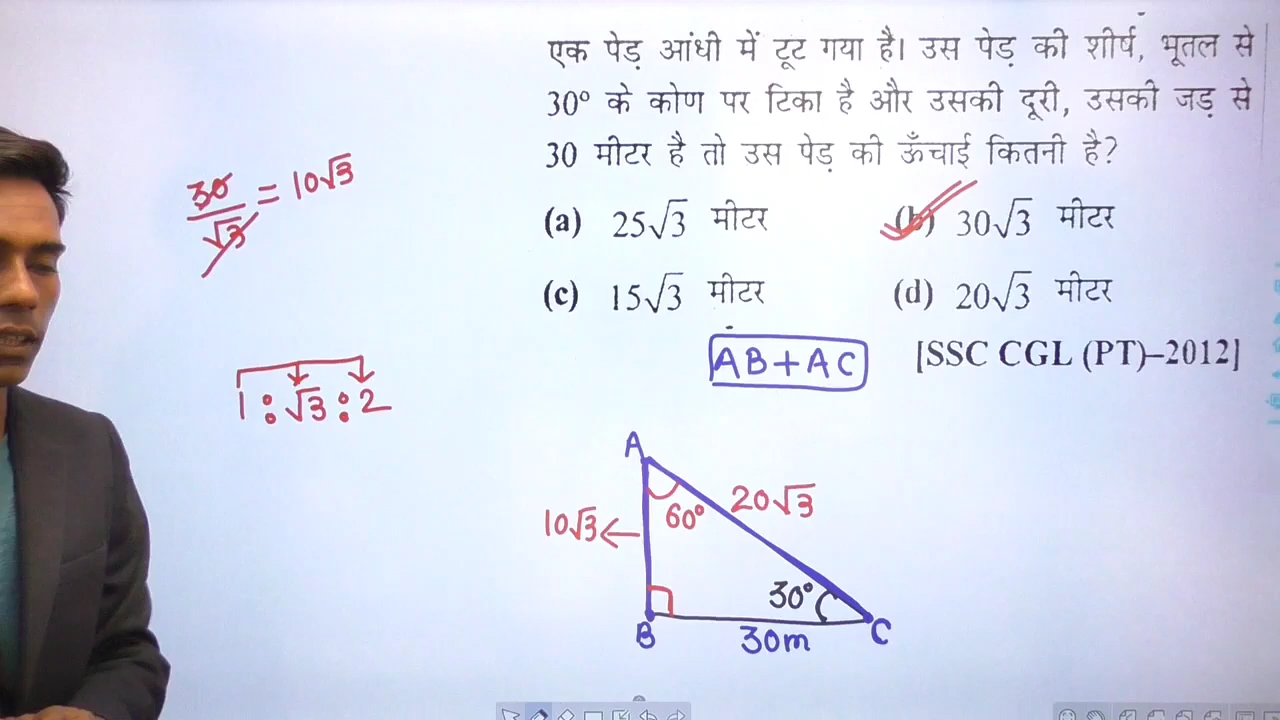 एक पेड़ आंधी में टूट गया है। उस पेड़ की शीर्ष, भूतल से
30° के कोण पर टिका है और उसकी दूरी, उसकी जड़ से
30 मीटर है तो उस पेड़ की ऊँचाई कितनी है?
(a) 25√3 मीटर (b) 30√3 मीटर
(c) 15√3 मीटर (d) 20√3 मीटर
[SSC CGL (PT)–2012]
AB+AC
30/√3 = 10√3
1 : √3 : 2
A
20√3
60°
10√3
30°
B
30m
C